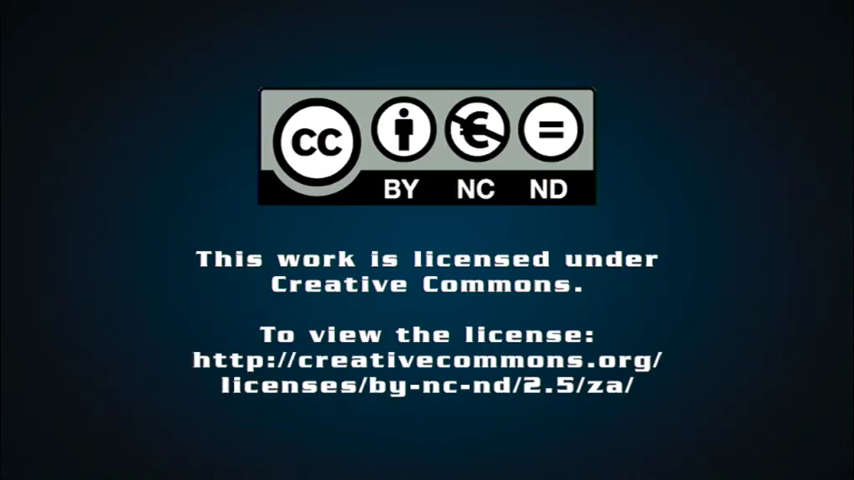 CC
BY NC ND
This work is licensed under
Creative Commons.
To view the license:
http://creativecommons.org/
licenses/by-nc-nd/2.5/za/